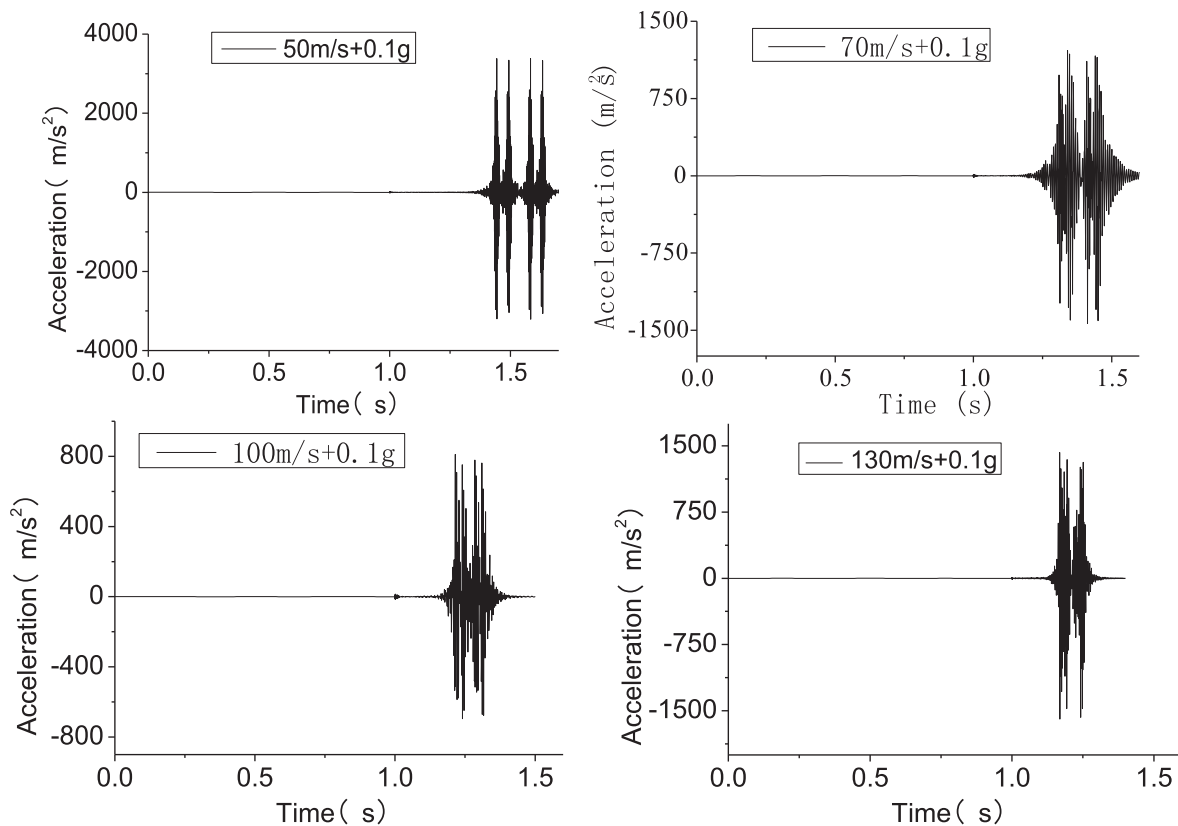 4000
50m/s+0.1g
2000
0
-2000
-4000
Acceleration( m/s²)
0.0 0.5 1.0 1.5
Time( s)
1500
70m/s+0.1g
750
0
-750
-1500
Acceleration (m/s²)
0.0 0.5 1.0 1.5
Time (s)
100m/s+0.1g
800
400
0
-400
-800
Acceleration( m/s²)
0.0 0.5 1.0 1.5
Time( s)
1500
130m/s+0.1g
750
0
-750
-1500
Acceleration( m/s²)
0.0 0.5 1.0 1.5
Time( s)